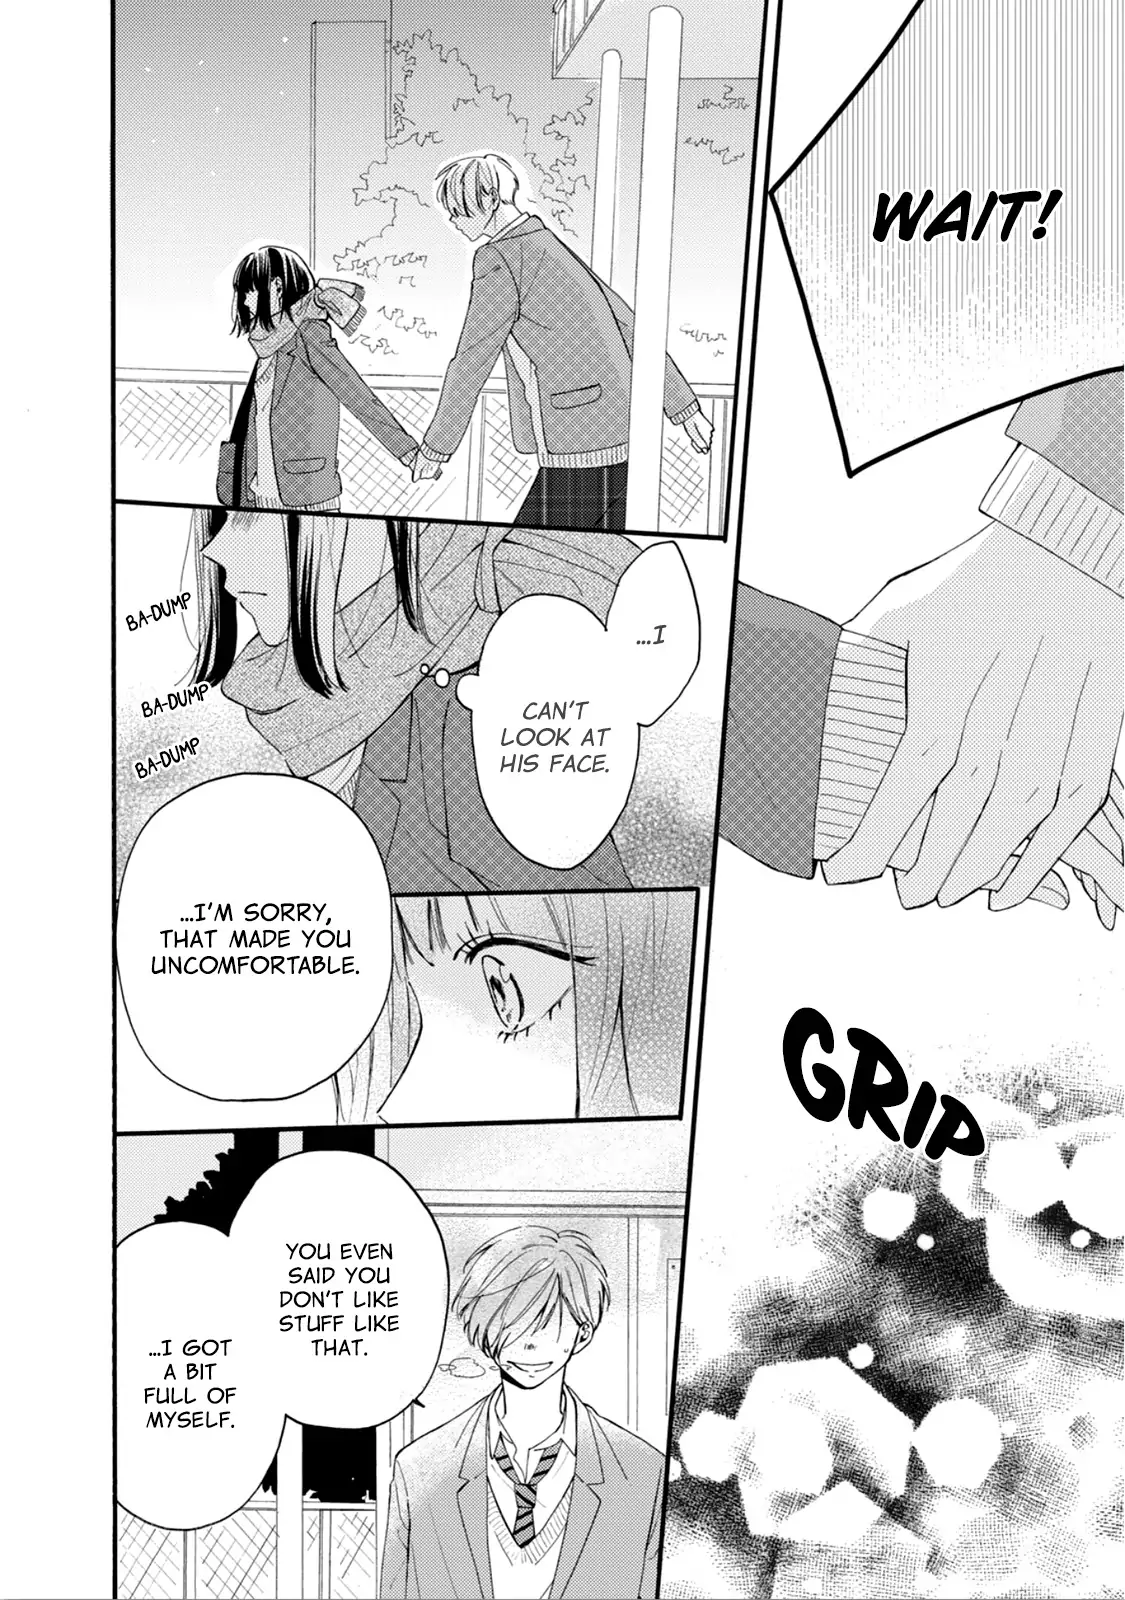 WAIT!
GRIP
BA-DUMP
BA-DUMP
BA-DUMP
...I
CAN'T
LOOK AT
HIS FACE.
...I'M SORRY,
THAT MADE YOU
UNCOMFORTABLE.
YOU EVEN
SAID YOU
DON'T LIKE
STUFF LIKE
THAT.
...I GOT
A BIT
FULL OF
MYSELF.